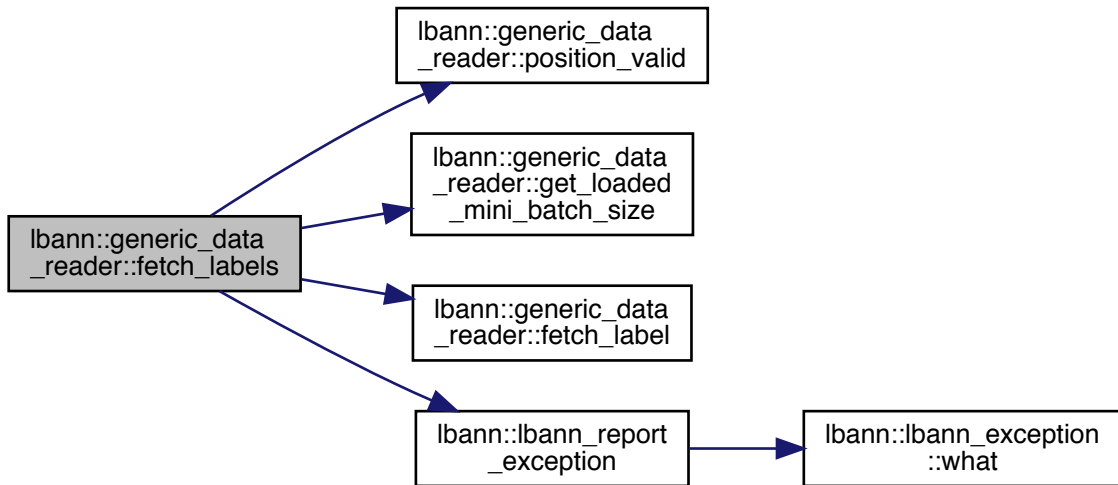 lbann::generic_data
_reader::fetch_labels
lbann::generic_data
_reader::position_valid
lbann::generic_data
_reader::get_loaded
_mini_batch_size
lbann::generic_data
_reader::fetch_label
lbann::lbann_report
_exception
lbann::lbann_exception
::what